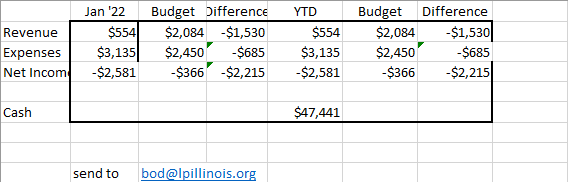 Jan '22 Budget Difference YTD Budget Difference
Revenue $554 $2,084 -$1,530 $554 $2,084 -$1,530
Expenses $3,135 $2,450 -$685 $3,135 $2,450 -$685
Net Incom -$2,581 -$366 -$2,215 -$2,581 -$366 -$2,215
Cash $47,441
send to bod@lpillinois.org